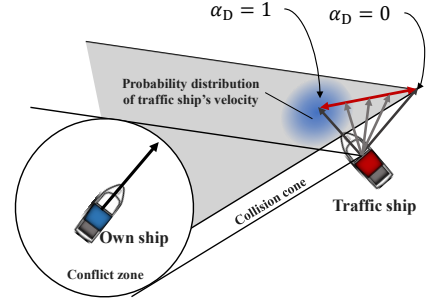 α_D = 1
α_D = 0
Probability distribution
of traffic ship's velocity
Collision cone
Traffic ship
Own ship
Conflict zone